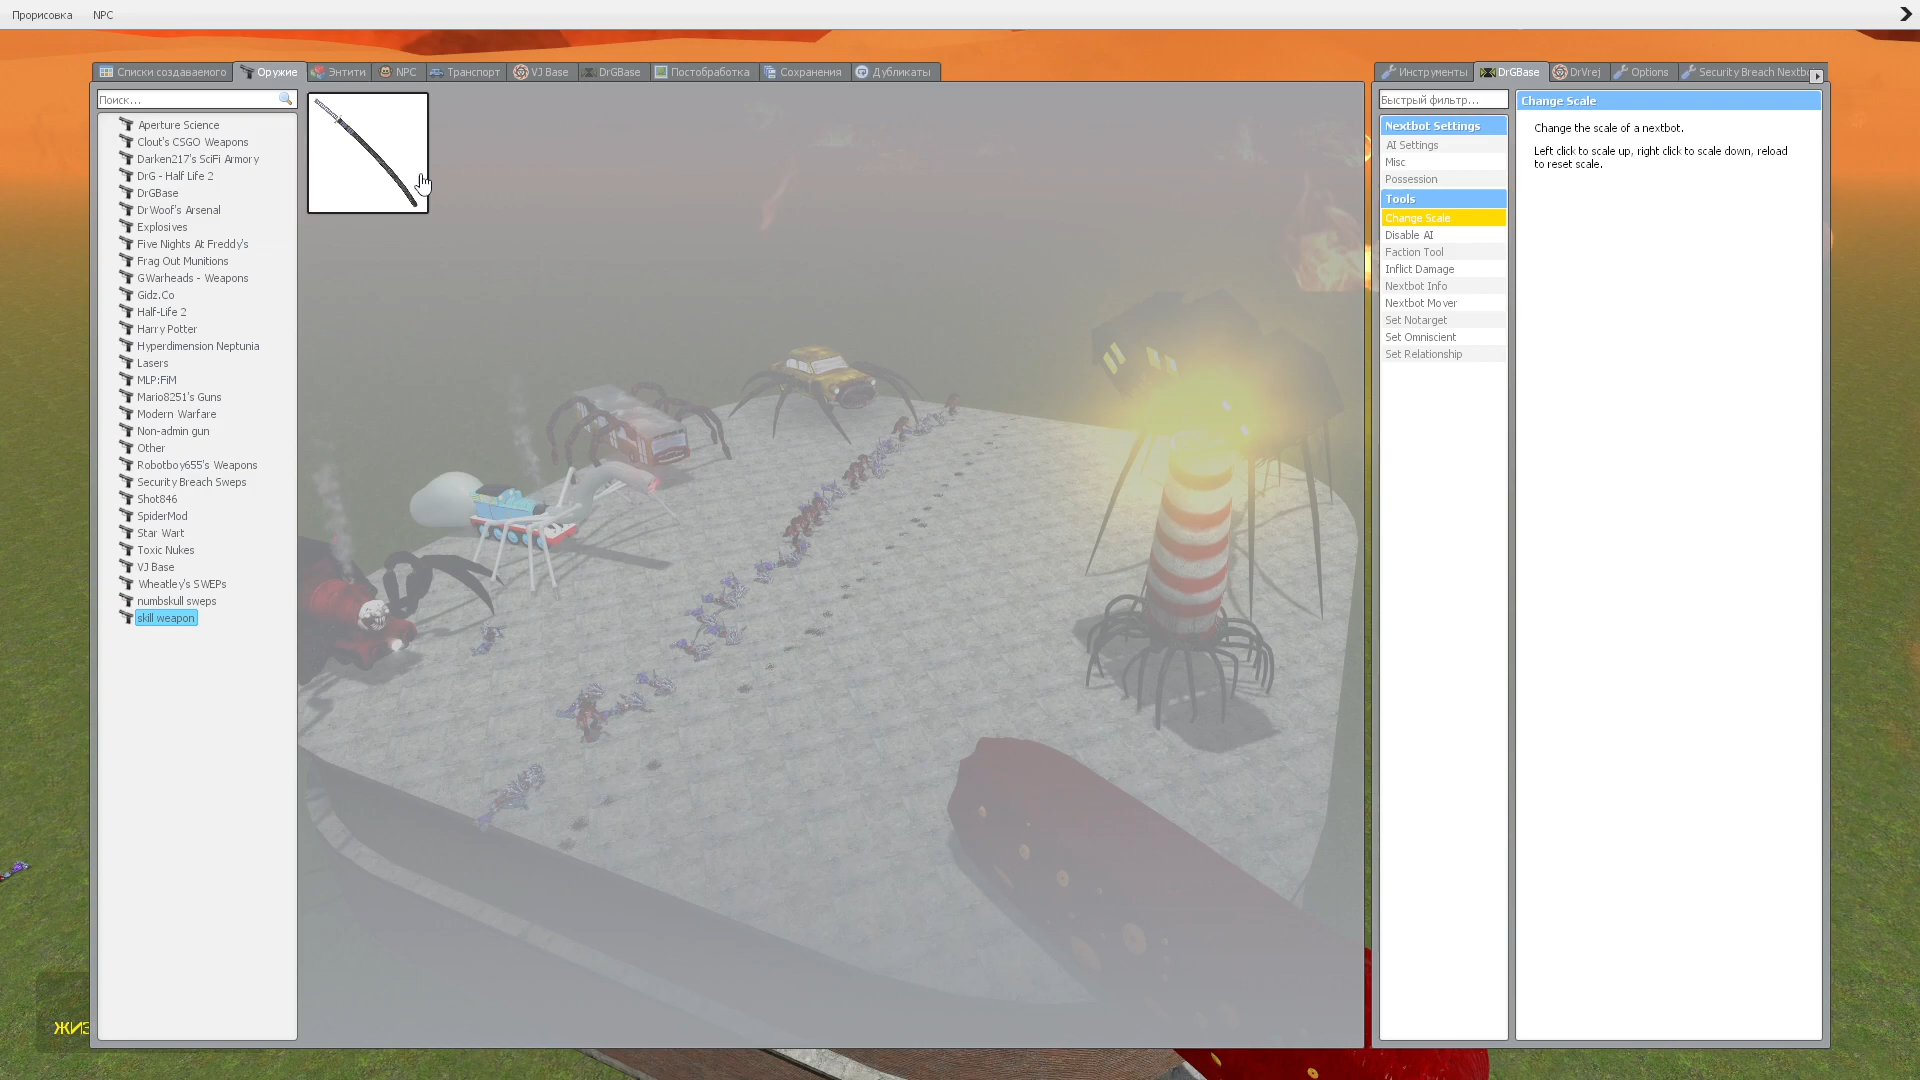 Прорисовка NPC
Списки создаваемого Оружие Энтити NPC Транспорт VJ Base DrGBase Постобработка Сохранения Дубликаты
Поиск...
Aperture Science
Clout's CSGO Weapons
Darken217's SciFi Armory
DrG - Half Life 2
DrGBase
DrWoof's Arsenal
Explosives
Five Nights At Freddy's
Frag Out Munitions
GWarheads - Weapons
Gidz.Co
Half-Life 2
Harry Potter
Hyperdimension Neptunia
Lasers
MLP:FiM
Mario8251's Guns
Modern Warfare
Non-admin gun
Other
Robotboy655's Weapons
Security Breach Sweps
Shot846
SpiderMod
Star Wart
Toxic Nukes
VJ Base
Wheatley's SWEPs
numbskull sweps
skill weapon
ЖИЗ
Инструменты DrGBase DrVrej Options Security Breach Nextbo
Быстрый фильтр...
Nextbot Settings
AI Settings
Misc
Possession
Tools
Change Scale
Disable AI
Faction Tool
Inflict Damage
Nextbot Info
Nextbot Mover
Set Notarget
Set Omniscient
Set Relationship
Change Scale
Change the scale of a nextbot.
Left click to scale up, right click to scale down, reload
to reset scale.